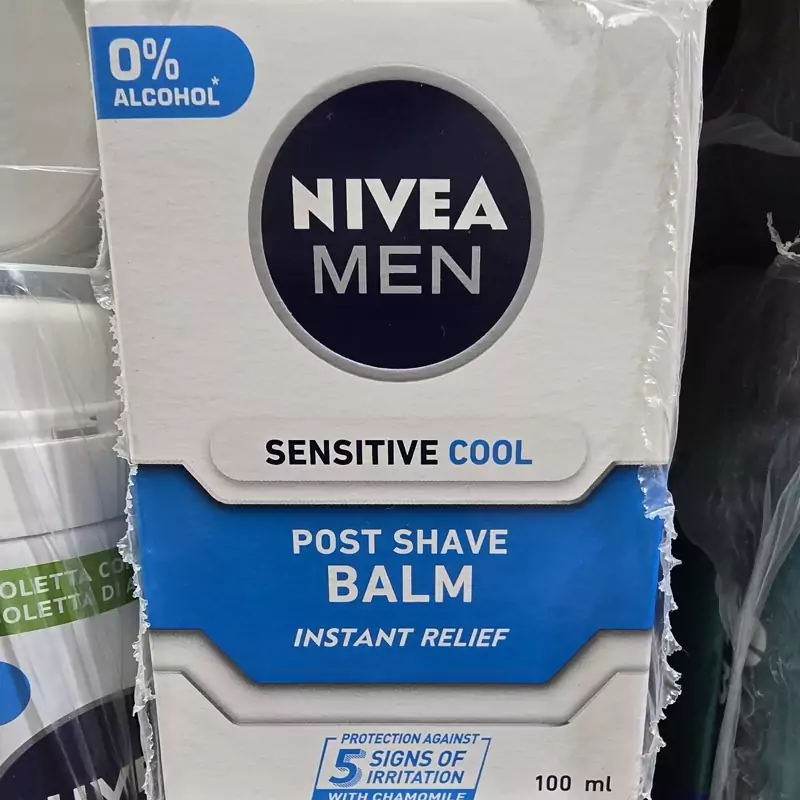 0%
ALCOHOL*
NIVEA
MEN
SENSITIVE COOL
POST SHAVE
BALM
INSTANT RELIEF
PROTECTION AGAINST
5 SIGNS OF
IRRITATION
WITH CHAMOMILE
100 ml